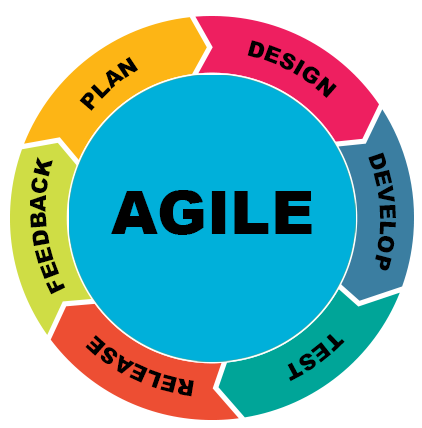 PLAN
DESIGN
DEVELOP
TEST
RELEASE
FEEDBACK
AGILE